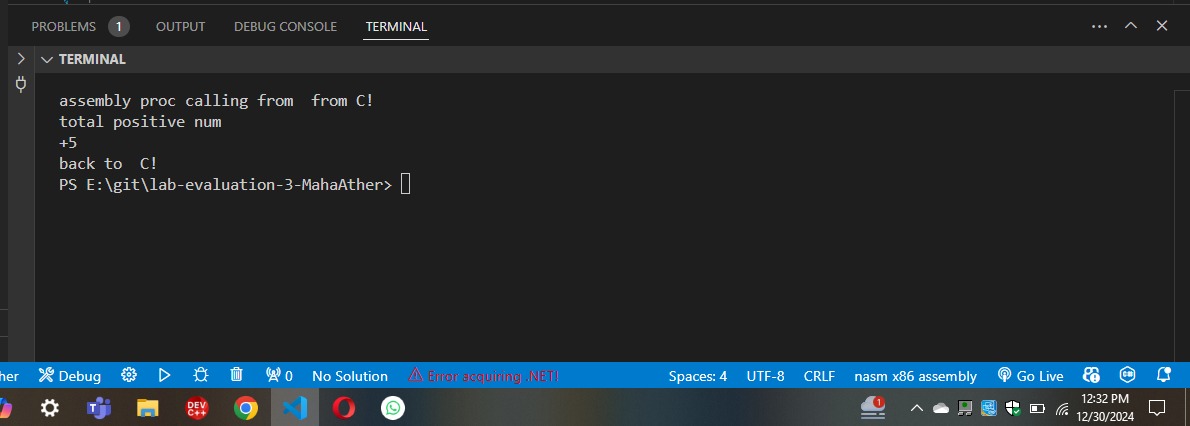 PROBLEMS 1 OUTPUT DEBUG CONSOLE TERMINAL
TERMINAL
assembly proc calling from  from C!
total positive num
+5
back to  C!
PS E:\git\lab-evaluation-3-MahaAther>
her Debug 0 No Solution Error acquiring .NET! Spaces: 4 UTF-8 CRLF nasm x86 assembly Go Live
DEV C++ 1 12:32 PM
12/30/2024